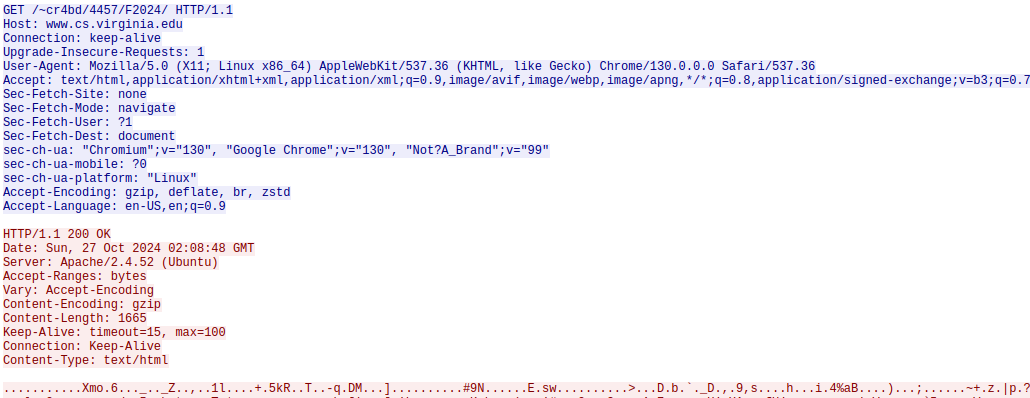 GET /~cr4bd/4457/F2024/ HTTP/1.1
Host: www.cs.virginia.edu
Connection: keep-alive
Upgrade-Insecure-Requests: 1
User-Agent: Mozilla/5.0 (X11; Linux x86_64) AppleWebKit/537.36 (KHTML, like Gecko) Chrome/130.0.0.0 Safari/537.36
Accept: text/html,application/xhtml+xml,application/xml;q=0.9,image/avif,image/webp,image/apng,*/*;q=0.8,application/signed-exchange;v=b3;q=0.7
Sec-Fetch-Site: none
Sec-Fetch-Mode: navigate
Sec-Fetch-User: ?1
Sec-Fetch-Dest: document
sec-ch-ua: "Chromium";v="130", "Google Chrome";v="130", "Not?A_Brand";v="99"
sec-ch-ua-mobile: ?0
sec-ch-ua-platform: "Linux"
Accept-Encoding: gzip, deflate, br, zstd
Accept-Language: en-US,en;q=0.9
HTTP/1.1 200 OK
Date: Sun, 27 Oct 2024 02:08:48 GMT
Server: Apache/2.4.52 (Ubuntu)
Accept-Ranges: bytes
Vary: Accept-Encoding
Content-Encoding: gzip
Content-Length: 1665
Keep-Alive: timeout=15, max=100
Connection: Keep-Alive
Content-Type: text/html
...........Xmo.6..._..._Z..,..1l....+.5kR..T..-q.DM...]..........#9N......E.sw..........>...D.b.`._D.,.9,s....h...i.4%aB....)...;......~+.z.|p.?